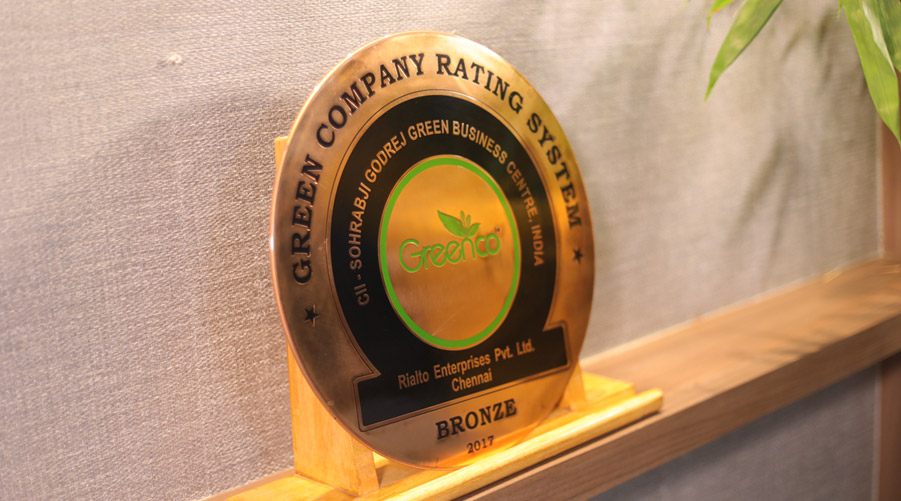 GREEN COMPANY RATING SYSTEM
CII - SOHRABJI GODREJ GREEN BUSINESS CENTRE, INDIA
Greenco
Rialto Enterprises Pvt. Ltd.
Chennai
BRONZE
2017